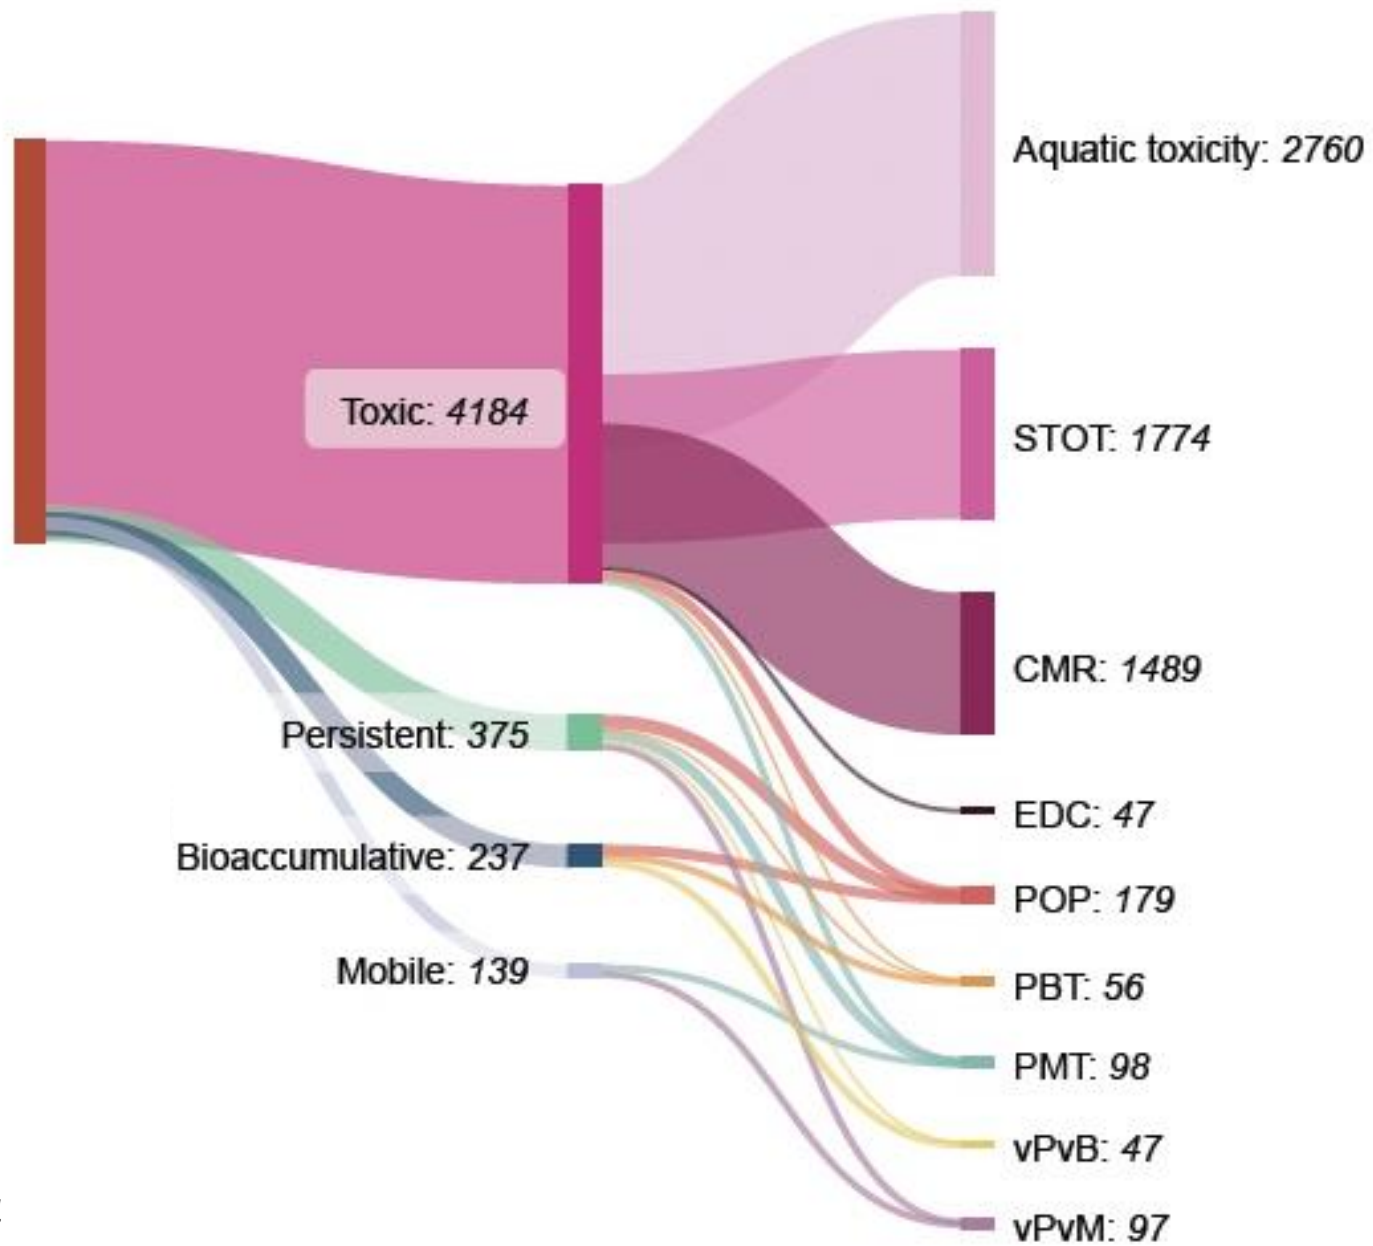 Aquatic toxicity: 2760
Toxic: 4184
STOT: 1774
CMR: 1489
Persistent: 375
EDC: 47
Bioaccumulative: 237
POP: 179
Mobile: 139
PBT: 56
PMT: 98
vPvB: 47
vPvM: 97